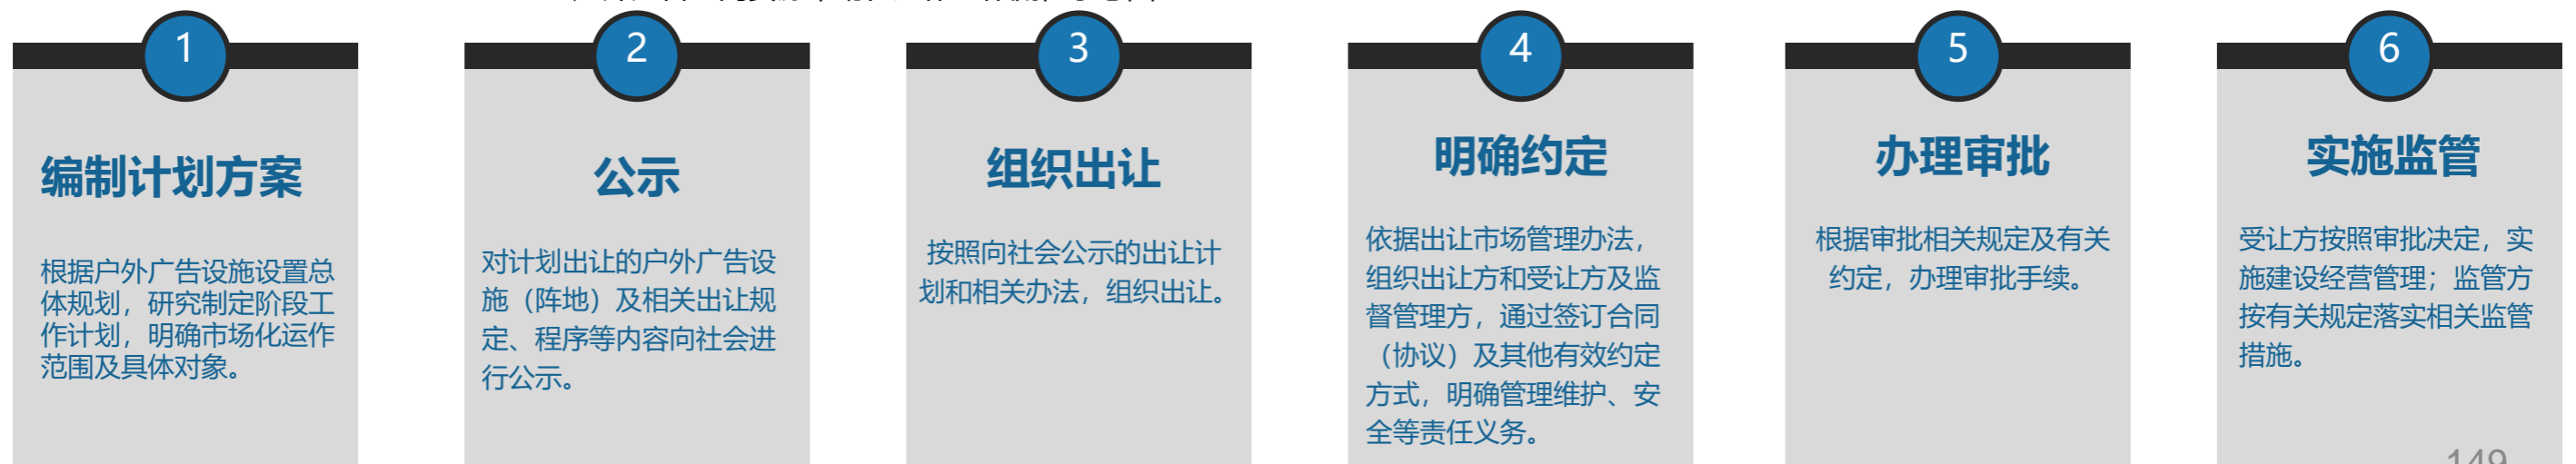 1
编制计划方案
根据户外广告设施设置总
体规划，研究制定阶段工
作计划，明确市场化运作
范围及具体对象。
2
公示
对计划出让的户外广告设
施（阵地）及相关出让规
定、程序等内容向社会进
行公示。
3
组织出让
按照向社会公示的出让计
划和相关办法，组织出让。
4
明确约定
依据出让市场管理办法，
组织出让方和受让方及监
督管理方，通过签订合同
（协议）及其他有效约定
方式，明确管理维护、安
全等责任义务。
5
办理审批
根据审批相关规定及有关
约定，办理审批手续。
6
实施监管
受让方按照审批决定，实
施建设经营管理；监管方
按有关规定落实相关监管
措施。
149